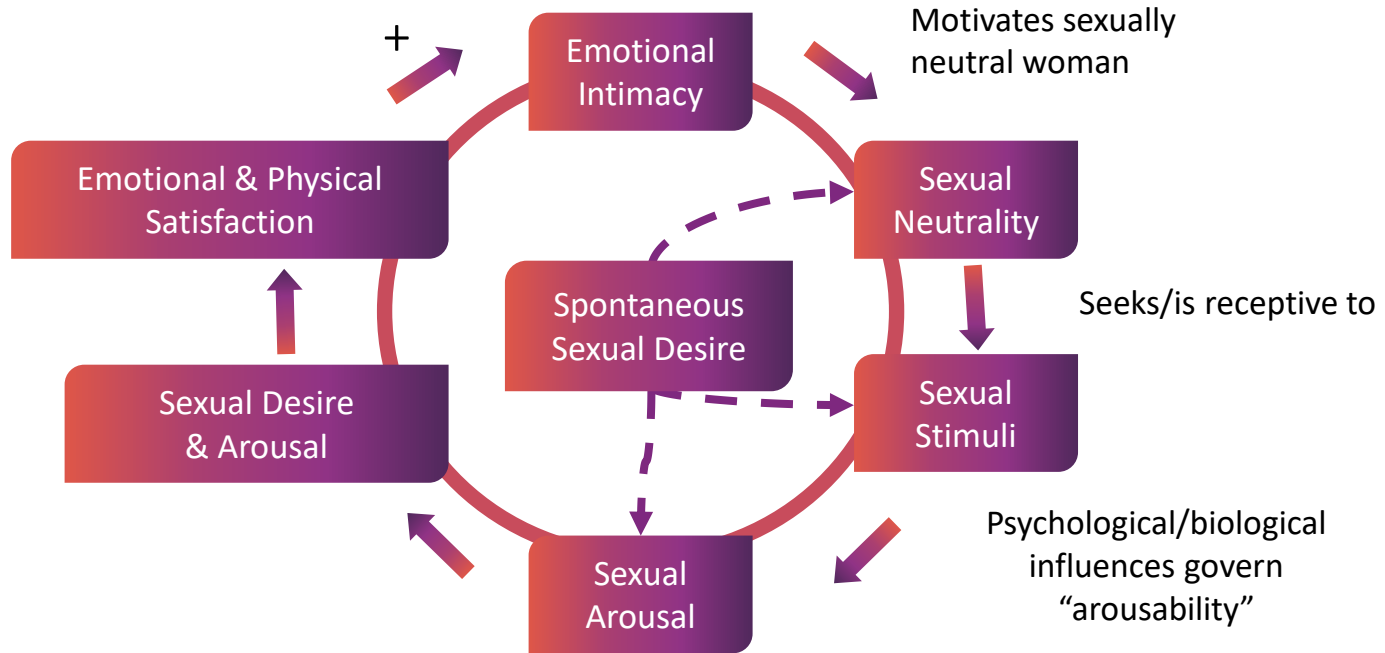 +
Emotional
Intimacy
Motivates sexually
neutral woman
Emotional & Physical
Satisfaction
Sexual
Neutrality
Spontaneous
Sexual Desire
Seeks/is receptive to
Sexual Desire
& Arousal
Sexual
Stimuli
Psychological/biological
influences govern
“arousability”
Sexual
Arousal